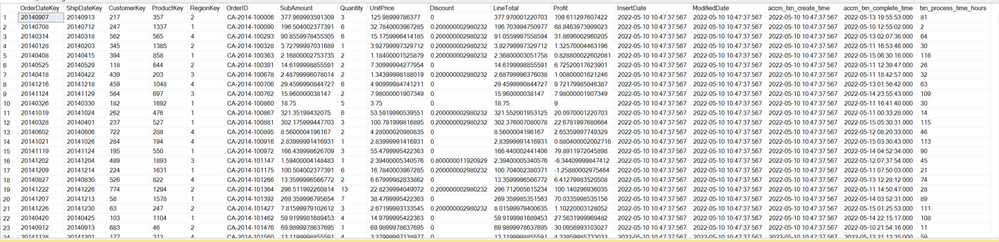 OrderDateKey ShipDateKey CustomerKey ProductKey RegionKey OrderID SubAmount Quantity UnitPrice Discount LineTotal Profit InsertDate ModifiedDate accm_txn_create_time accm_txn_complete_time txn_process_time_hours
1 20140907 20140913 217 357 2 CA-2014-100006 377.969993591309 3 125.98999786377 0 377.970001220703 109.611297607422 2022-05-10 10:47:37.567 2022-05-10 10:47:37.567 2022-05-10 10:47:37.567 2022-05-13 19:55:53.000 81
2 20140708 20140712 247 1337 1 CA-2014-100090 196.504002377391 6 32.7840003967285 0.200000002980232 196.703994750977 68.8463973999023 2022-05-10 10:47:37.567 2022-05-10 10:47:37.567 2022-05-10 10:47:37.567 2022-05-10 12:55:02.000 2
3 20140314 20140318 562 565 4 CA-2014-100293 90.8559978455305 6 15.1759996414185 0.200000002980232 91.0559997558594 31.8696002960205 2022-05-10 10:47:37.567 2022-05-10 10:47:37.567 2022-05-10 10:47:37.567 2022-05-13 02:07:36.000 64
4 20140128 20140203 345 1385 2 CA-2014-100328 3.72799997031689 1 3.92799997329712 0.200000002980232 3.92799997329712 1.32570004463196 2022-05-10 10:47:37.567 2022-05-10 10:47:37.567 2022-05-10 10:47:37.567 2022-05-11 16:53:46.000 30
5 20140408 20140415 394 858 1 CA-2014-100363 2.16800002753735 2 1.18400001525879 0.200000002980232 2.36800003051758 0.828800022602081 2022-05-10 10:47:37.567 2022-05-10 10:47:37.567 2022-05-10 10:47:37.567 2022-05-15 06:30:16.000 116
6 20140525 20140529 118 644 2 CA-2014-100391 14.6199998855591 2 7.30999994277954 0 14.6199998855591 6.72520017623901 2022-05-10 10:47:37.567 2022-05-10 10:47:37.567 2022-05-10 10:47:37.567 2022-05-11 12:39:47.000 26
7 20140418 20140422 439 203 3 CA-2014-100678 2.48799996078014 2 1.34399998188019 0.200000002980232 2.68799996376038 1.00800001621246 2022-05-10 10:47:37.567 2022-05-10 10:47:37.567 2022-05-10 10:47:37.567 2022-05-11 18:42:57.000 32
8 20141216 20141218 459 1048 4 CA-2014-100706 29.4599990844727 6 4.90999984741211 0 29.4599990844727 9.72179985046387 2022-05-10 10:47:37.567 2022-05-10 10:47:37.567 2022-05-10 10:47:37.567 2022-05-13 01:56:42.000 63
9 20141124 20141129 564 697 3 CA-2014-100762 15.960000038147 2 7.98000001907349 0 15.960000038147 7.98000001907349 2022-05-10 10:47:37.567 2022-05-10 10:47:37.567 2022-05-10 10:47:37.567 2022-05-14 23:55:43.000 109
10 20140326 20140330 182 1692 1 CA-2014-100860 18.75 5 3.75 0 18.75 9 2022-05-10 10:47:37.567 2022-05-10 10:47:37.567 2022-05-10 10:47:37.567 2022-05-11 16:41:40.000 30
11 20141019 20141024 262 476 1 CA-2014-100867 321.35199432075 6 53.5919990539551 0.200000002980232 321.552001953125 20.0970001220703 2022-05-10 10:47:37.567 2022-05-10 10:47:37.567 2022-05-10 10:47:37.567 2022-05-11 00:33:28.000 14
12 20140328 20140401 237 527 1 CA-2014-100881 302.175999447703 3 100.791999816895 0.200000002980232 302.376007080078 22.6781997680664 2022-05-10 10:47:37.567 2022-05-10 10:47:37.567 2022-05-10 10:47:37.567 2022-05-15 05:30:31.000 115
13 20140602 20140606 722 288 4 CA-2014-100895 8.5600004196167 2 4.28000020980835 0 8.5600004196167 2.65359997749329 2022-05-10 10:47:37.567 2022-05-10 10:47:37.567 2022-05-10 10:47:37.567 2022-05-12 08:20:33.000 46
14 20141021 20141026 284 194 4 CA-2014-100916 2.83999991416931 1 2.83999991416931 0 2.83999991416931 0.880400002002716 2022-05-10 10:47:37.567 2022-05-10 10:47:37.567 2022-05-10 10:47:37.567 2022-05-15 03:30:43.000 113
15 20141119 20141124 195 550 1 CA-2014-100972 166.439998626709 3 55.4799995422363 0 166.440002441406 79.8911972045898 2022-05-10 10:47:37.567 2022-05-10 10:47:37.567 2022-05-10 10:47:37.567 2022-05-14 04:52:34.000 90
16 20141202 20141204 489 1893 3 CA-2014-101147 1.59400004148483 1 2.39400005340576 0.800000011920929 2.39400005340576 -6.34409999847412 2022-05-10 10:47:37.567 2022-05-10 10:47:37.567 2022-05-10 10:47:37.567 2022-05-12 07:37:54.000 45
17 20141209 20141214 224 1631 1 CA-2014-101175 100.504002377391 6 16.7840003967285 0.200000002980232 100.704002380371 -1.25880002975464 2022-05-10 10:47:37.567 2022-05-10 10:47:37.567 2022-05-10 10:47:37.567 2022-05-11 07:50:03.000 21
18 20140827 20140830 526 822 4 CA-2014-101266 13.3599996566772 2 6.67999982833862 0 13.3599996566772 6.41279983520508 2022-05-10 10:47:37.567 2022-05-10 10:47:37.567 2022-05-10 10:47:37.567 2022-05-13 12:28:12.000 74
19 20141222 20141226 774 1294 2 CA-2014-101364 296.511992260814 13 22.8239994049072 0.200000002980232 296.712005615234 100.140296936035 2022-05-10 10:47:37.567 2022-05-10 10:47:37.567 2022-05-10 10:47:37.567 2022-05-11 14:50:47.000 28
20 20141207 20141213 58 1578 1 CA-2014-101392 269.359996795654 7 38.4799995422363 0 269.359985351563 70.0335998535156 2022-05-10 10:47:37.567 2022-05-10 10:47:37.567 2022-05-10 10:47:37.567 2022-05-14 03:52:31.000 89
21 20141226 20141230 63 247 2 CA-2014-101427 7.81599979102612 3 2.67199993133545 0.200000002980232 8.01599979400635 1.10220003128052 2022-05-10 10:47:37.567 2022-05-10 10:47:37.567 2022-05-10 10:47:37.567 2022-05-15 01:25:53.000 111
22 20140420 20140425 103 1104 1 CA-2014-101462 59.9199981689453 4 14.9799995422363 0 59.9199981689453 27.5631999969482 2022-05-10 10:47:37.567 2022-05-10 10:47:37.567 2022-05-10 10:47:37.567 2022-05-14 22:15:17.000 108
23 20140912 20140913 683 46 2 CA-2014-101476 69.9899978637695 1 69.9899978637695 0 69.9899978637695 30.0956993103027 2022-05-10 10:47:37.567 2022-05-10 10:47:37.567 2022-05-10 10:47:37.567 2022-05-10 21:54:16.000 11
24 20141128 20141201 177 312 4 CA-2014-101560 13.1199998855591 4 3.27999997138977 0 13.1199998855591 4.32959985733032 2022-05-10 10:47:37.567 2022-05-10 10:47:37.567 2022-05-10 10:47:37.567 2022-05-12 21:12:35.000 59